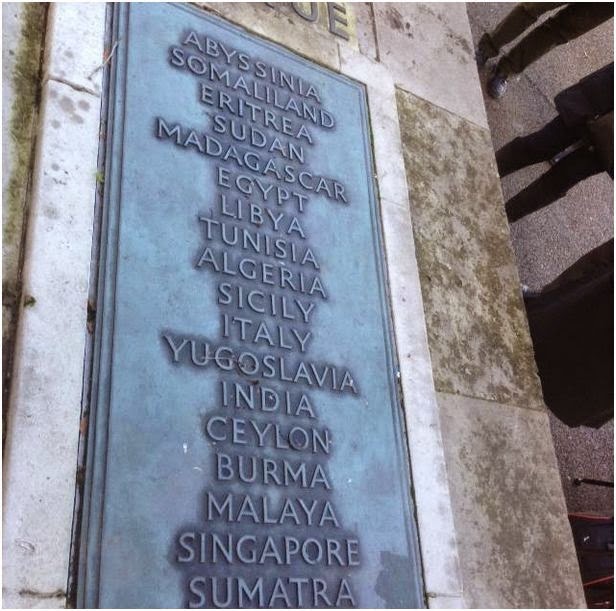 ABYSSINIA
SOMALILAND
ERITREA
SUDAN
MADAGASCAR
EGYPT
LIBYA
TUNISIA
ALGERIA
SICILY
ITALY
YUGOSLAVIA
INDIA
CEYLON
BURMA
MALAYA
SINGAPORE
SUMATRA